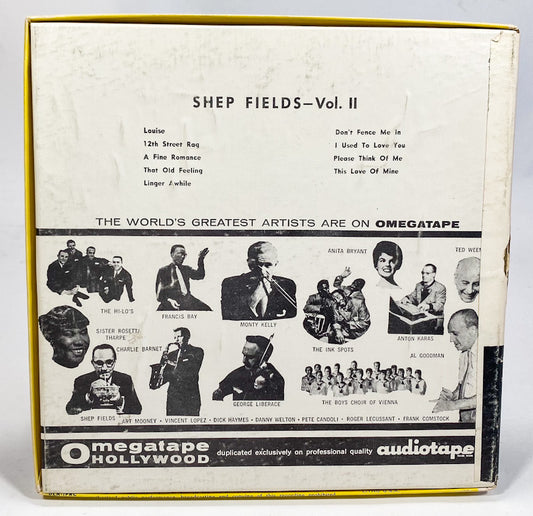 SHEP FIELDS—Vol. II
Louise
12th Street Rag
A Fine Romance
That Old Feeling
Linger Awhile
Don't Fence Me In
I Used To Love You
Please Think Of Me
This Love Of Mine
THE WORLD'S GREATEST ARTISTS ARE ON OMEGATAPE
THE HI-LO'S
FRANCIS BAY
MONTY KELLY
ANITA BRYANT
TED WEEM
SISTER ROSETTI
THARPE
CHARLIE BARNET
THE INK SPOTS
ANTON KARAS
AL GOODMAN
SHEP FIELDS
GEORGE LIBERACE
THE BOYS CHOIR OF VIENNA
ART MOONEY • VINCENT LOPEZ • DICK HAYMES • DANNY WELTON • PETE CANDOLI • ROGER LECUSSANT • FRANK COMSTOCK
Omegatape
HOLLYWOOD
duplicated exclusively on professional quality audiotape